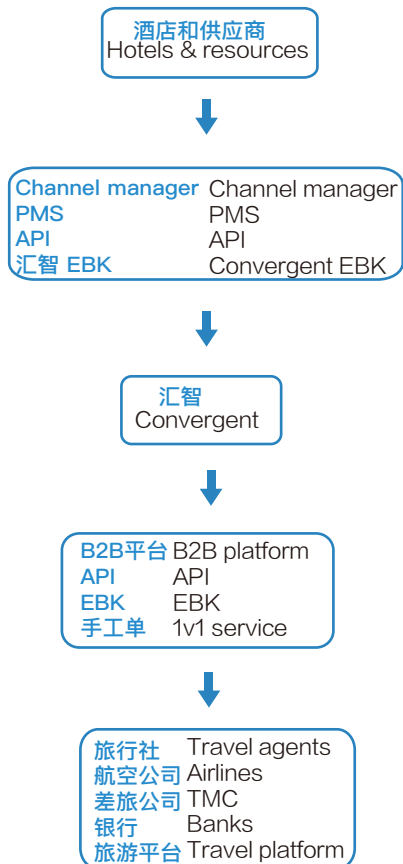 酒店和供应商
Hotels & resources
Channel manager Channel manager
PMS PMS
API API
汇智 EBK Convergent EBK
汇智
Convergent
B2B平台 B2B platform
API API
EBK EBK
手工单 1v1 service
旅行社 Travel agents
航空公司 Airlines
差旅公司 TMC
银行 Banks
旅游平台 Travel platform